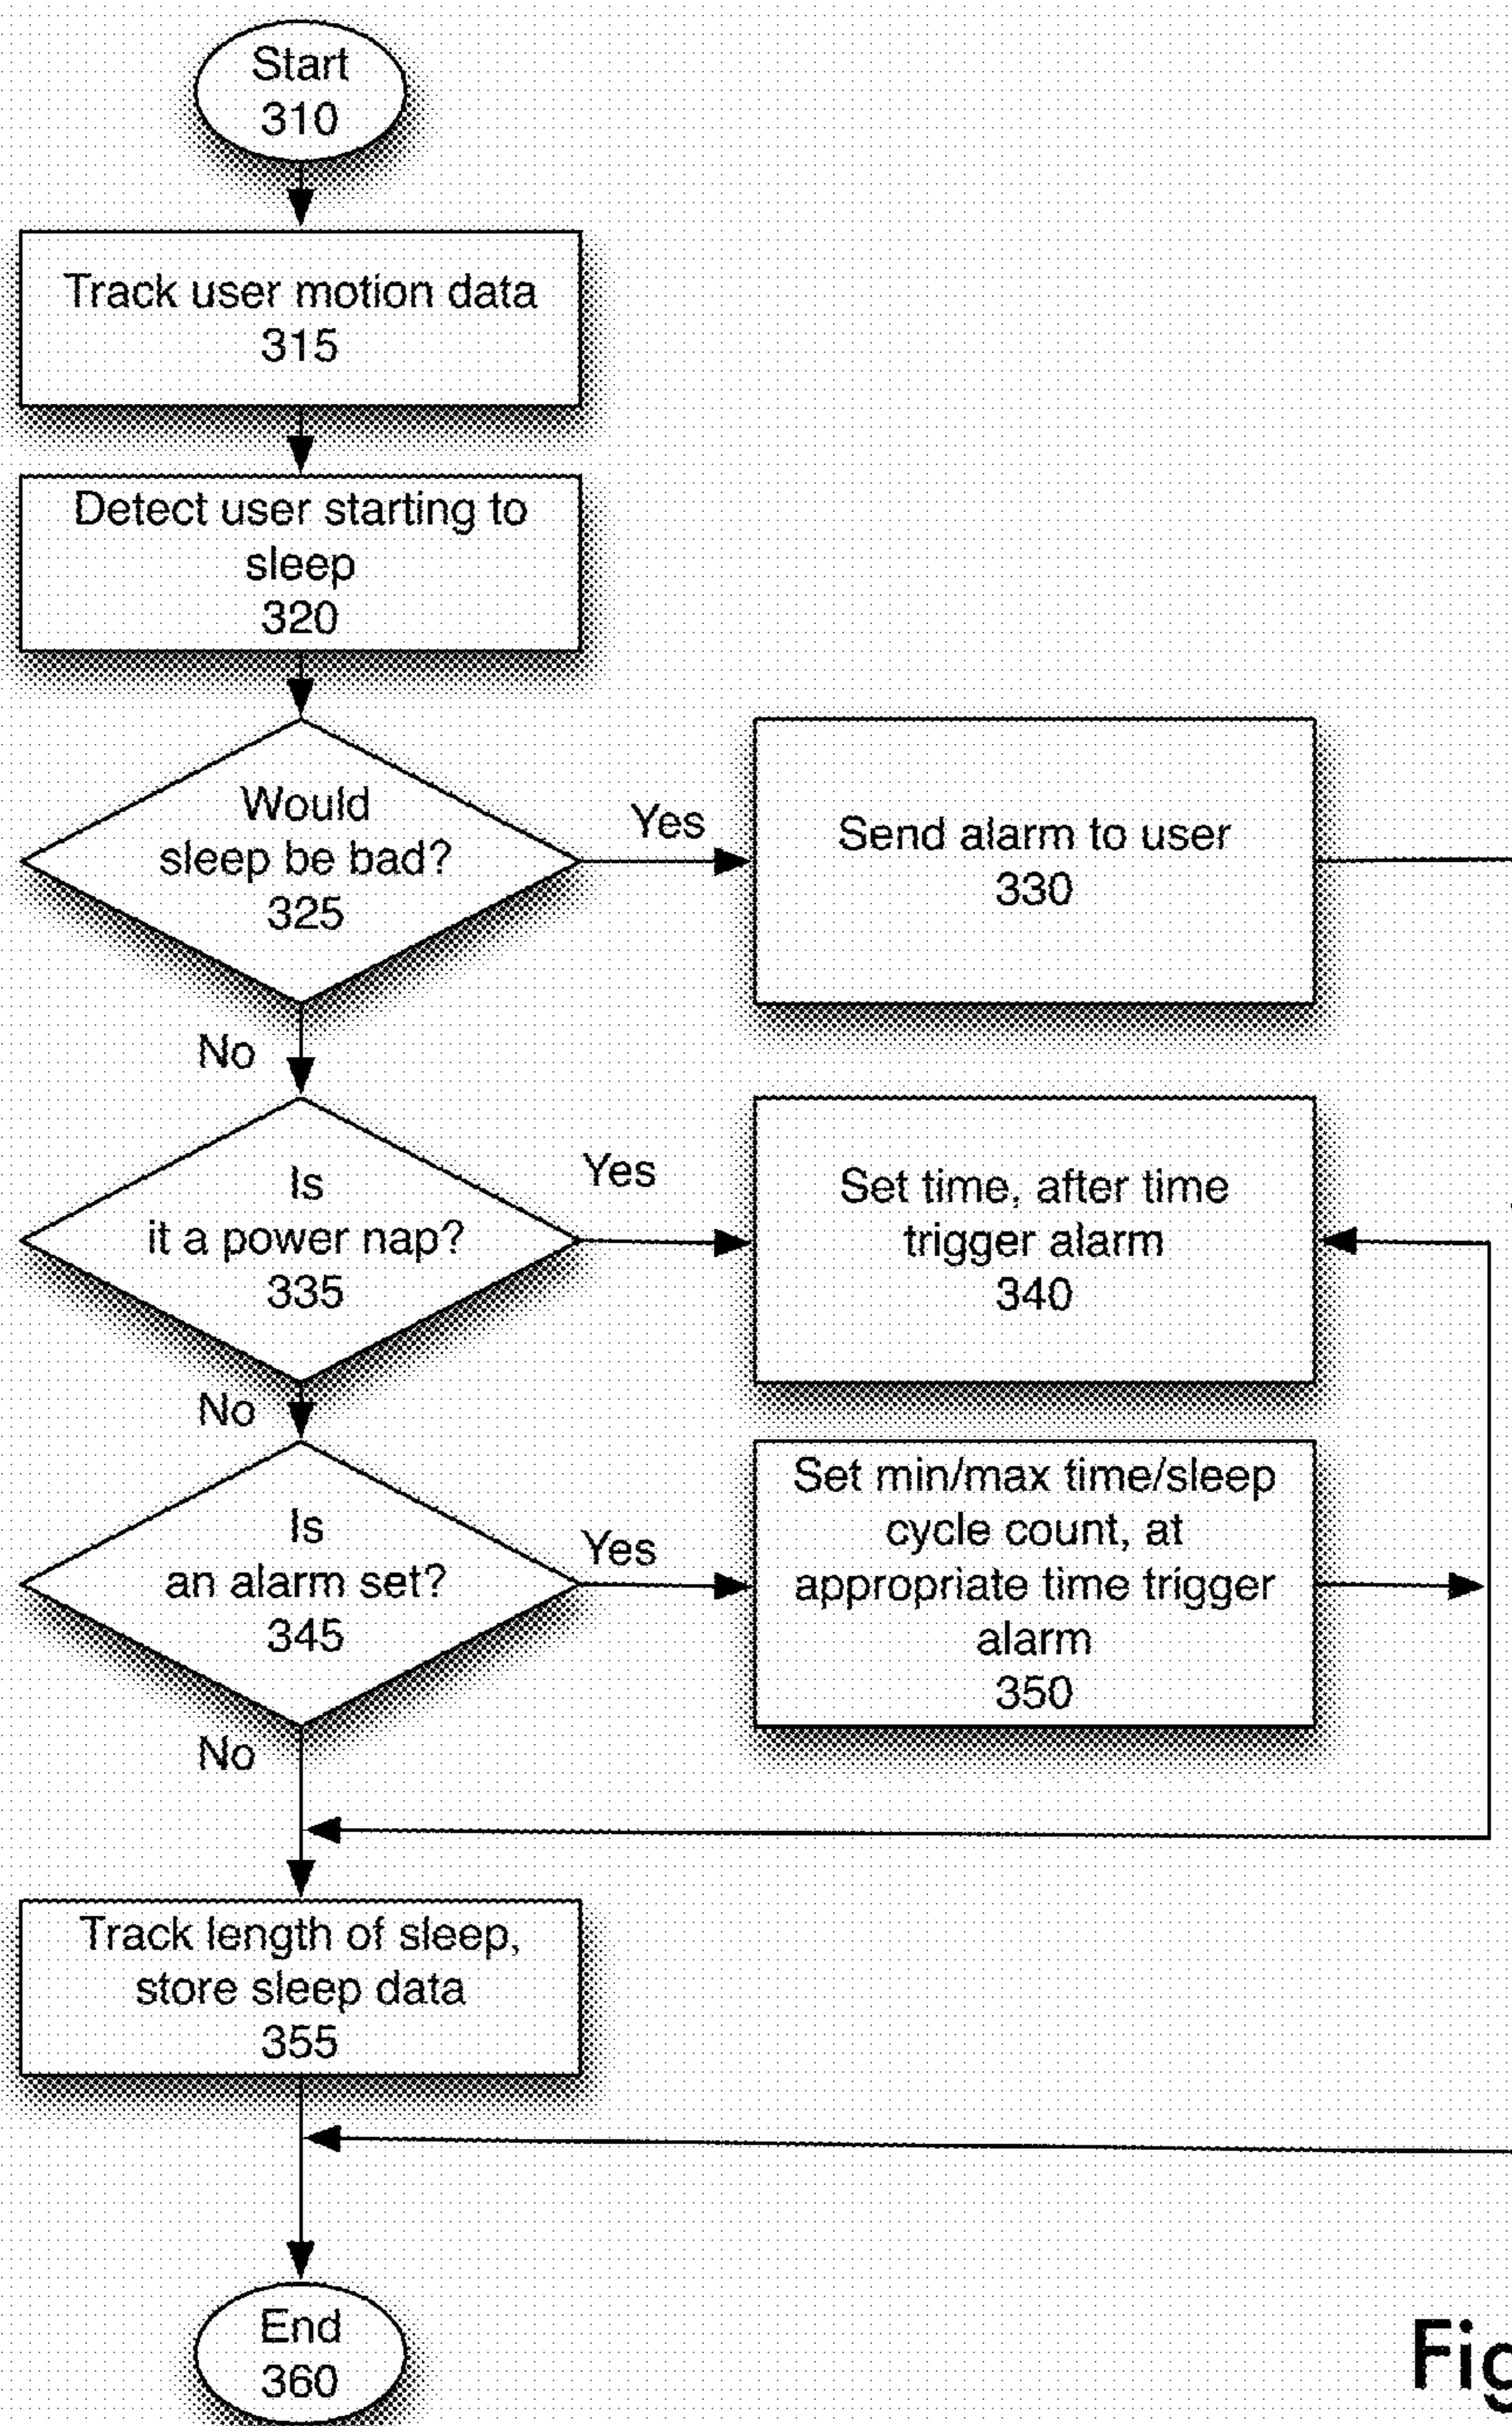 Start
310
Track user motion data
315
Detect user starting to
sleep
320
Would
sleep be bad?
325
Yes
Send alarm to user
330
No
Is
it a power nap?
335
Yes
Set time, after time
trigger alarm
340
No
Is
an alarm set?
345
Yes
Set min/max time/sleep
cycle count, at
appropriate time trigger
alarm
350
No
Track length of sleep,
store sleep data
355
End
360
Fig